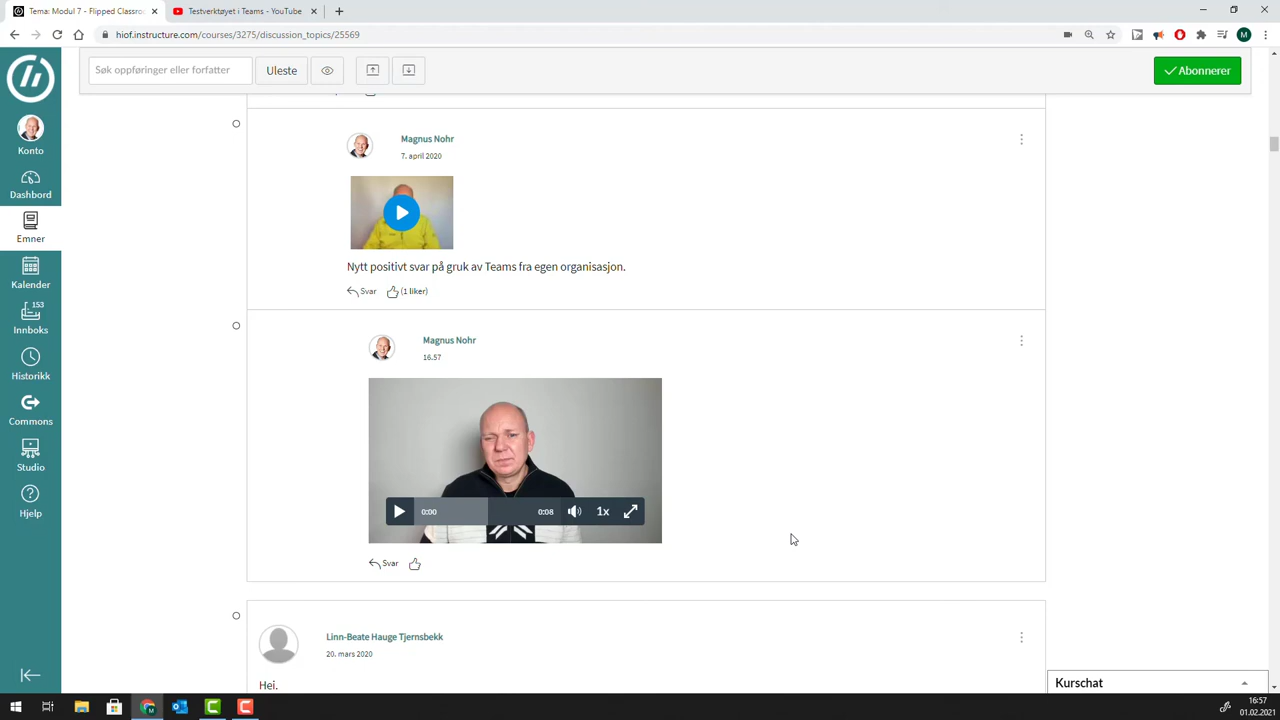 Tema: Modul 7 - Flipped Classro
Testverktøyet i Teams - YouTube
hiof.instructure.com/courses/3275/discussion_topics/25569
M
Søk oppføringer eller forfatter
Uleste
Abonnerer
Konto
Dashbord
Emner
Kalender
153
Innboks
Historikk
Commons
Studio
Hjelp
Magnus Nohr
7. april 2020
Nytt positivt svar på gruk av Teams fra egen organisasjon.
Svar
(1 liker)
Magnus Nohr
16.57
0:00
0:08
1x
Svar
Linn-Beate Hauge Tjernsbekk
20. mars 2020
Hei.
Kurschat
16:57
01.02.2021